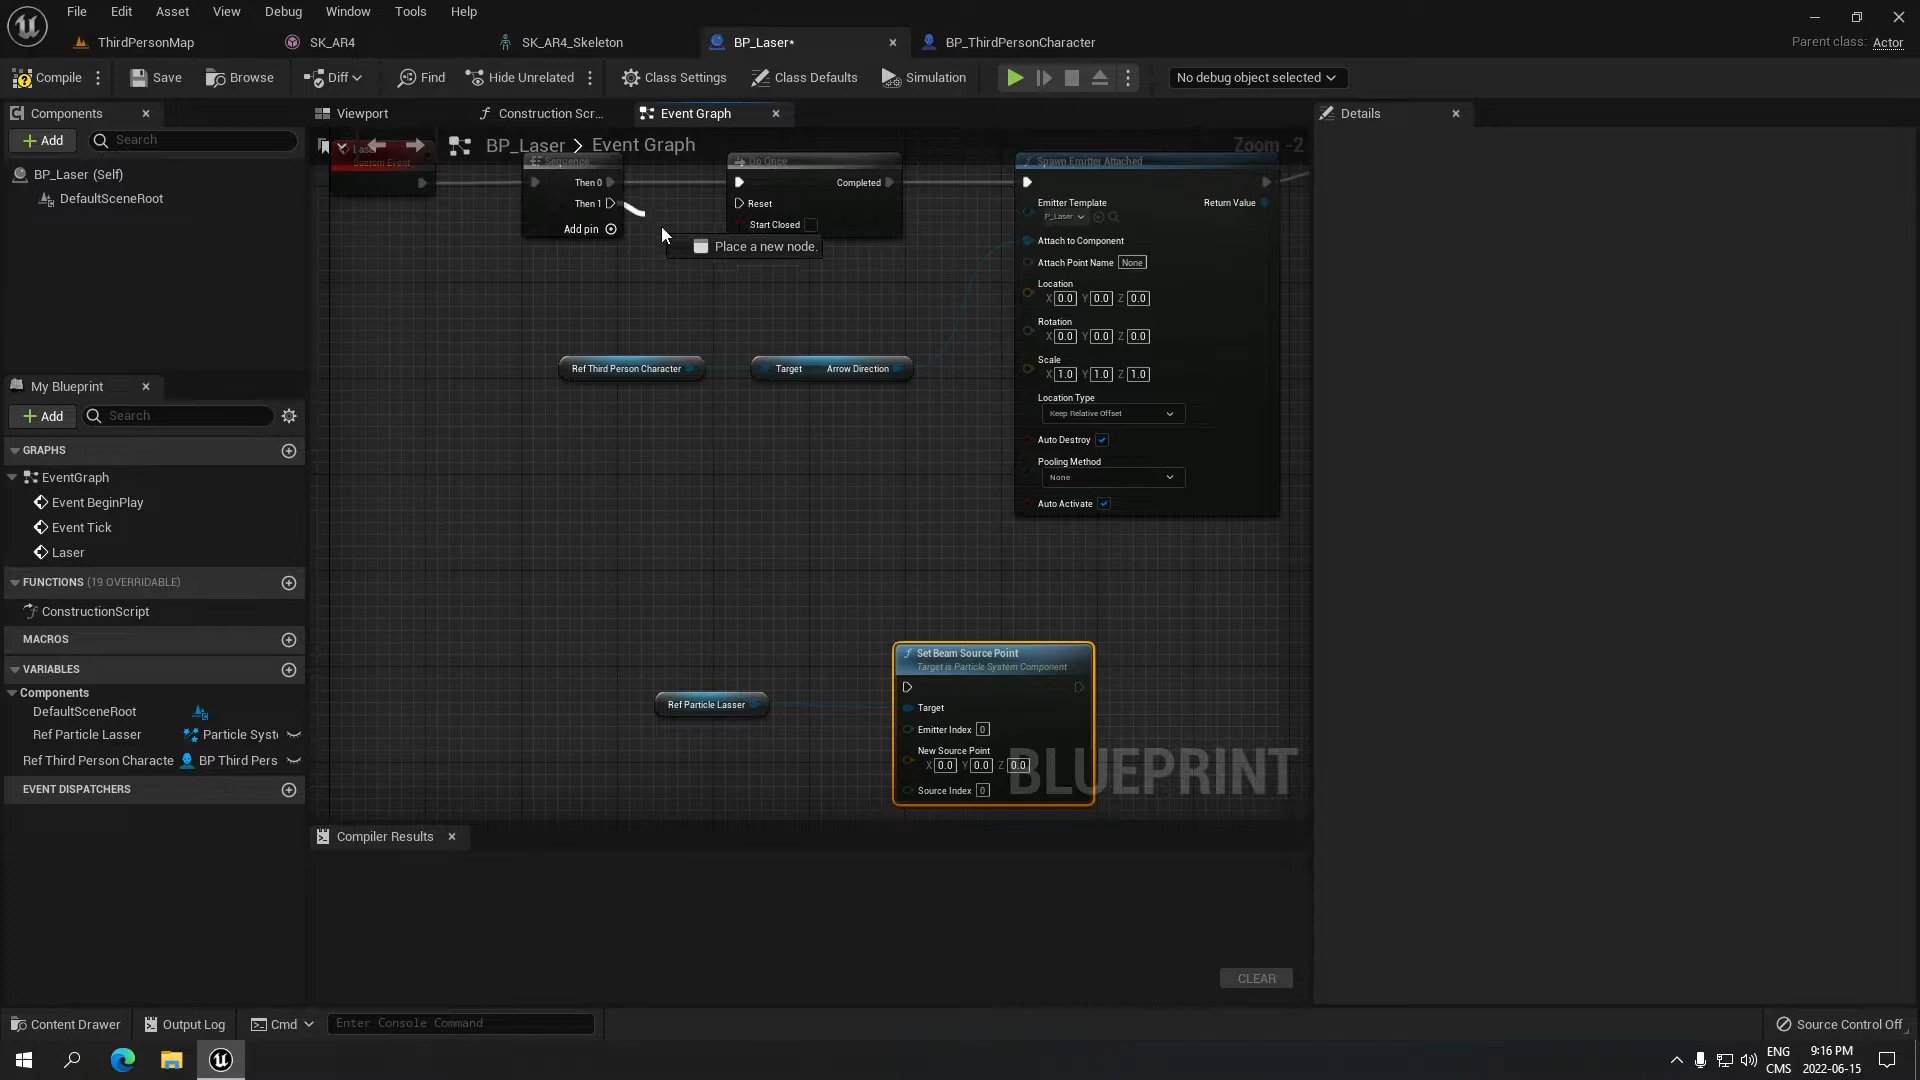 File Edit Asset View Debug Window Tools Help
ThirdPersonMap SK_AR4 SK_AR4_Skeleton BP_Laser* BP_ThirdPersonCharacter
Parent class: Actor
Compile Save Browse Diff Find Hide Unrelated Class Settings Class Defaults Simulation No debug object selected
Components
Add Search
BP_Laser (Self)
DefaultSceneRoot
My Blueprint
Add Search
GRAPHS
EventGraph
Event BeginPlay
Event Tick
Laser
FUNCTIONS (19 OVERRIDABLE)
ConstructionScript
MACROS
VARIABLES
Components
DefaultSceneRoot
Ref Particle Lasser Particle Syst
Ref Third Person Characte BP Third Pers
EVENT DISPATCHERS
Viewport Construction Scr... Event Graph
BP_Laser > Event Graph
Zoom -2
Laser
Custom Event
Sequence
Then 0
Then 1
Add pin
Do Once
Completed
Reset
Start Closed
Place a new node.
Spawn Emitter Attached
Emitter Template
P_Laser
Return Value
Attach to Component
Attach Point Name None
Location
X 0.0 Y 0.0 Z 0.0
Rotation
X 0.0 Y 0.0 Z 0.0
Scale
X 1.0 Y 1.0 Z 1.0
Location Type
Keep Relative Offset
Auto Destroy
Pooling Method
None
Auto Activate
Ref Third Person Character
Target Arrow Direction
Ref Particle Lasser
Set Beam Source Point
Target is Particle System Component
Target
Emitter Index 0
New Source Point
X 0.0 Y 0.0 Z 0.0
Source Index 0
BLUEPRINT
Compiler Results
CLEAR
Details
Content Drawer Output Log Cmd Enter Console Command
Source Control Off
ENG
CMS
9:16 PM
2022-06-15